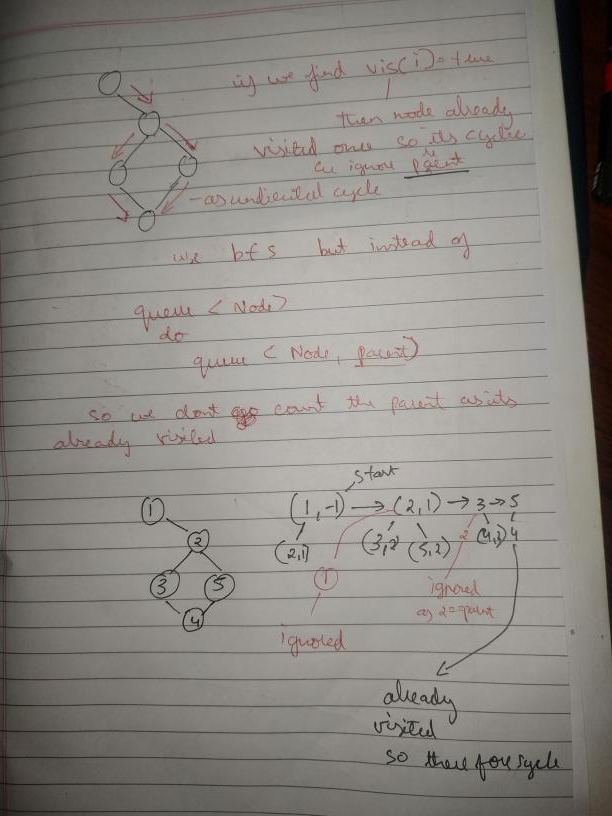 if we find vis(i)=true
then node already
visited once so its cyclic
ignore parent
- as undirected cycle
use bfs but instead of
queue <Node>
do
queue < Node, parent)
so we dont count the parent as its
already visited
start
(1,-1) → (2,1) → 3 → 5
(2,1) (3,2) (5,2) 2 (4,3) 4
1
2
3 5
4
1
ignored
as 2=parent
ignored
already
visited
so therefore cycle